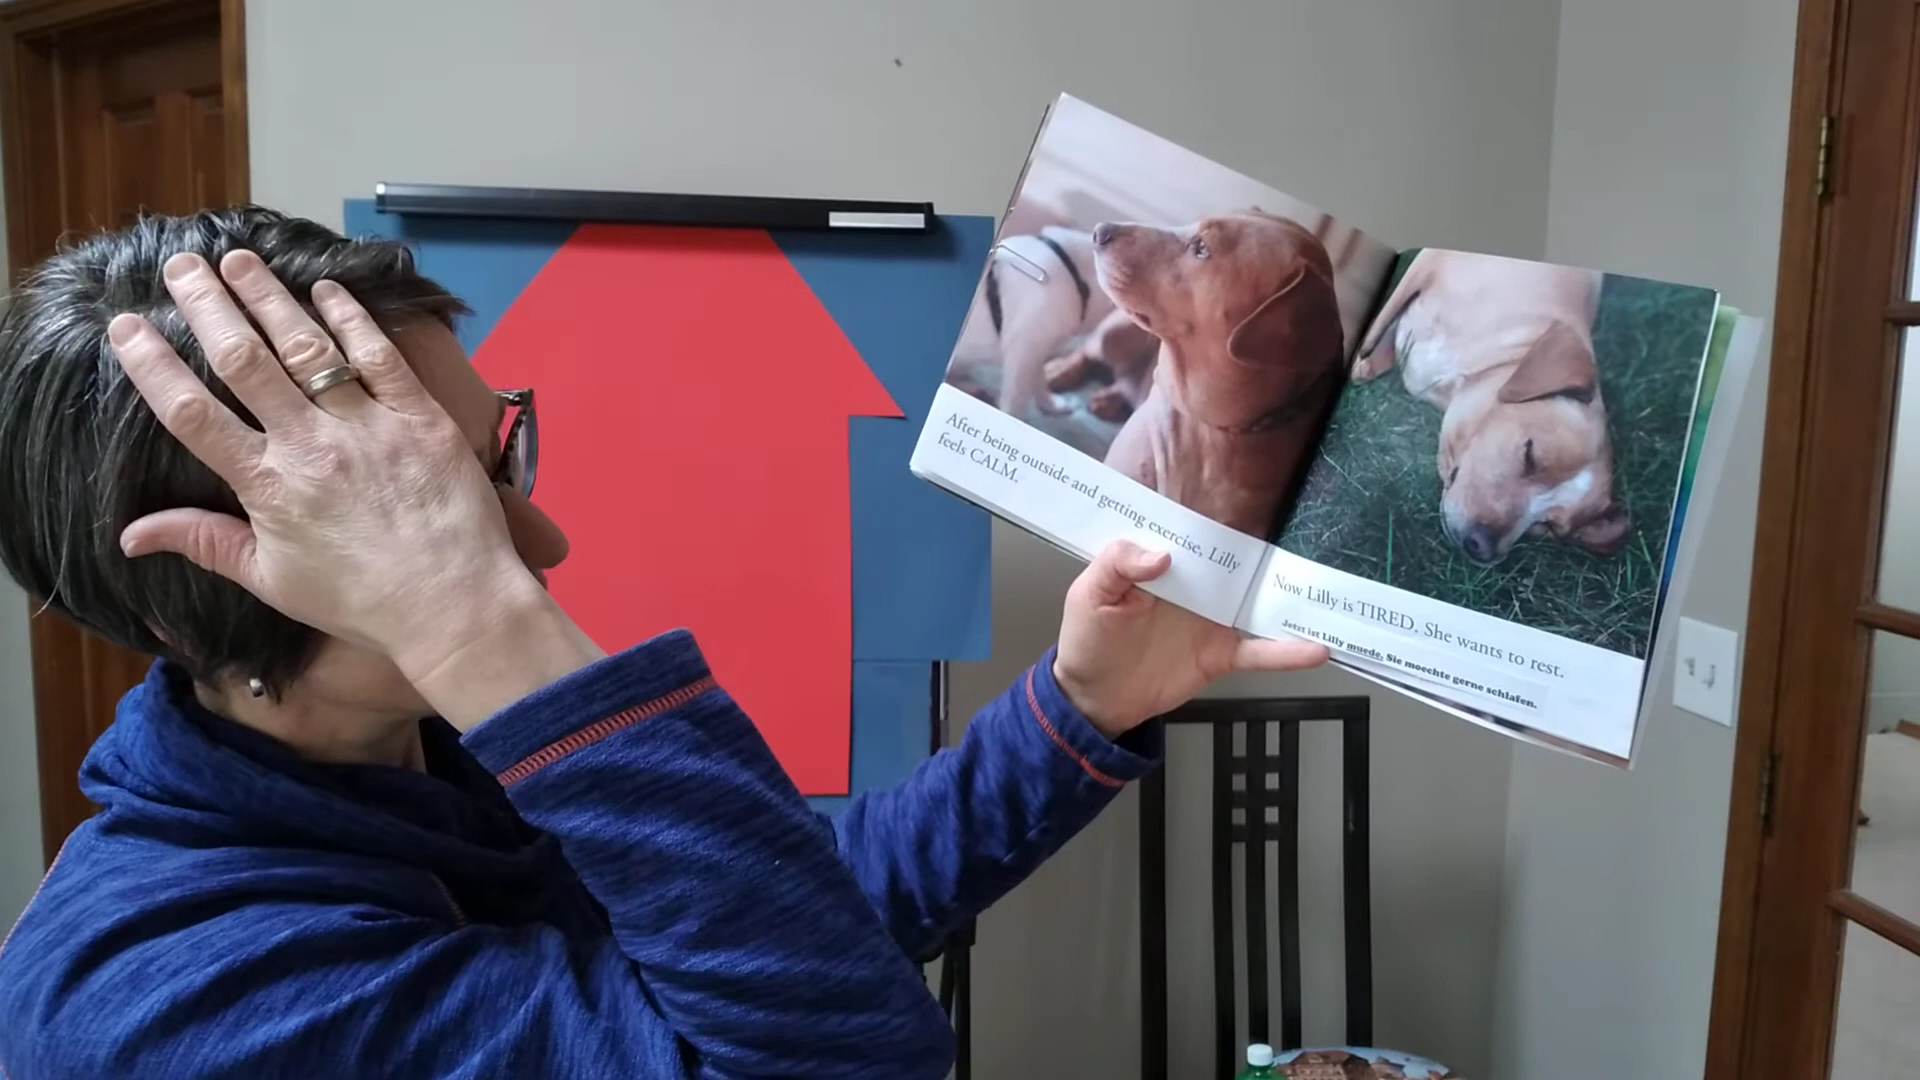 After being outside and getting exercise, Lilly
feels CALM.
Now Lilly is TIRED. She wants to rest.
Jetzt ist Lilly muede. Sie moechte gerne schlafen.